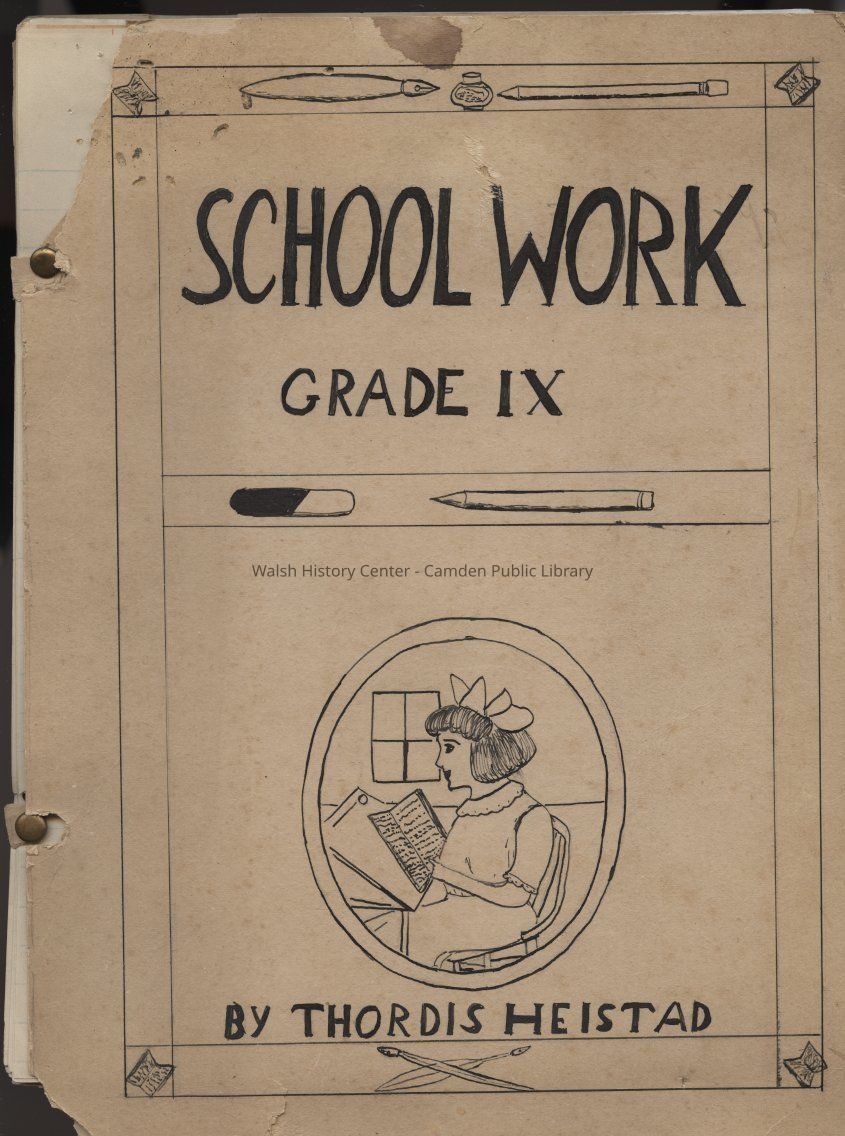 SCHOOL WORK
GRADE IX
Walsh History Center - Camden Public Library
BY THORDIS HEISTAD